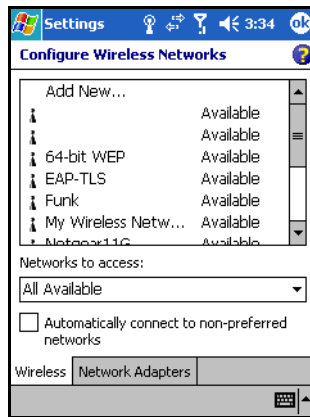 Settings 3:34 ok
Configure Wireless Networks ?
Add New...
Available
Available
64-bit WEP Available
EAP-TLS Available
Funk Available
My Wireless Netw... Available
Netgear11G Available
Networks to access:
All Available
Automatically connect to non-preferred
networks
Wireless Network Adapters